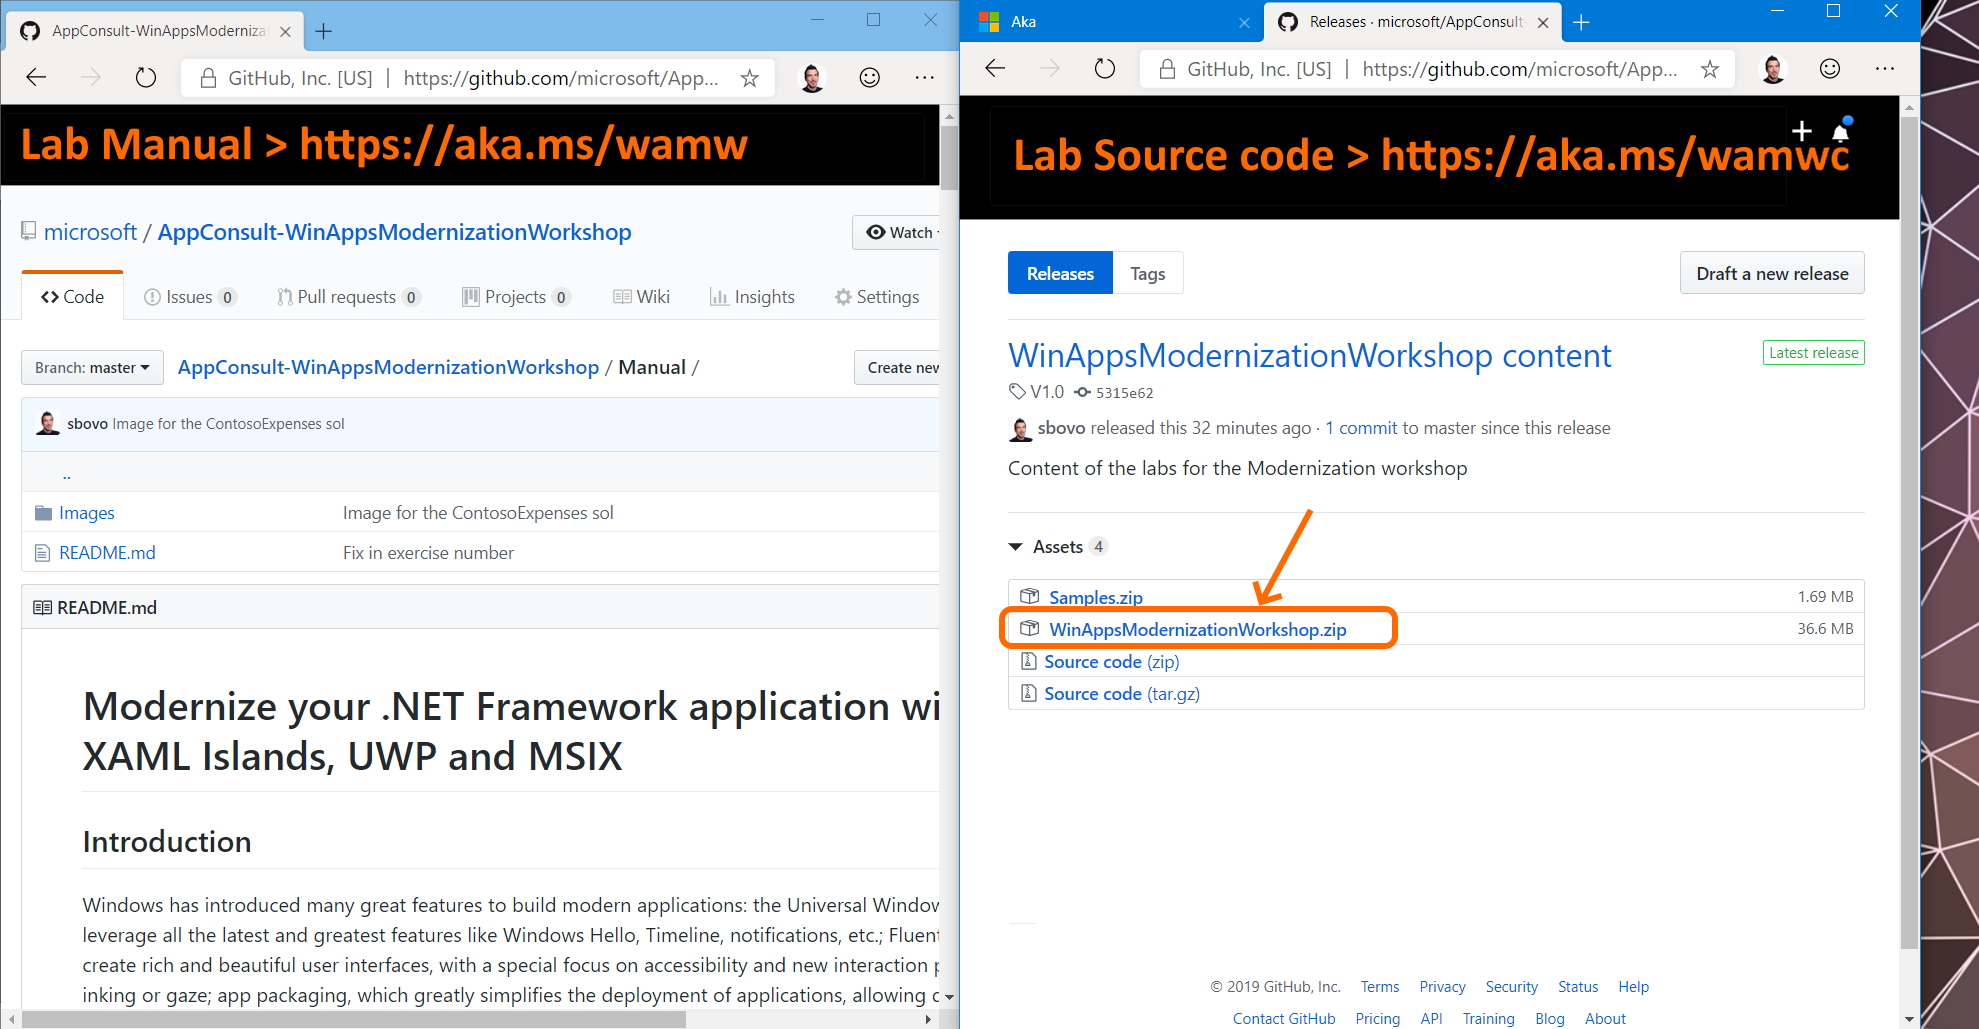 AppConsult-WinAppsModernizat
GitHub, Inc. [US] | https://github.com/microsoft/App...
Lab Manual > https://aka.ms/wamw
microsoft / AppConsult-WinAppsModernizationWorkshop
Watch
Code
Issues 0
Pull requests 0
Projects 0
Wiki
Insights
Settings
Branch: master
AppConsult-WinAppsModernizationWorkshop / Manual /
Create new
sbovo Image for the ContosoExpenses sol
..
Images
Image for the ContosoExpenses sol
README.md
Fix in exercise number
README.md
Modernize your .NET Framework application wi
XAML Islands, UWP and MSIX
Introduction
Windows has introduced many great features to build modern applications: the Universal Window
leverage all the latest and greatest features like Windows Hello, Timeline, notifications, etc.; Fluent
create rich and beautiful user interfaces, with a special focus on accessibility and new interaction p
inking or gaze; app packaging, which greatly simplifies the deployment of applications, allowing
Aka
Releases · microsoft/AppConsult-
GitHub, Inc. [US] | https://github.com/microsoft/App...
Lab Source code > https://aka.ms/wamwc
Releases
Tags
Draft a new release
WinAppsModernizationWorkshop content
Latest release
V1.0 5315e62
sbovo released this 32 minutes ago · 1 commit to master since this release
Content of the labs for the Modernization workshop
Assets 4
Samples.zip 1.69 MB
WinAppsModernizationWorkshop.zip 36.6 MB
Source code (zip)
Source code (tar.gz)
© 2019 GitHub, Inc. Terms Privacy Security Status Help
Contact GitHub Pricing API Training Blog About